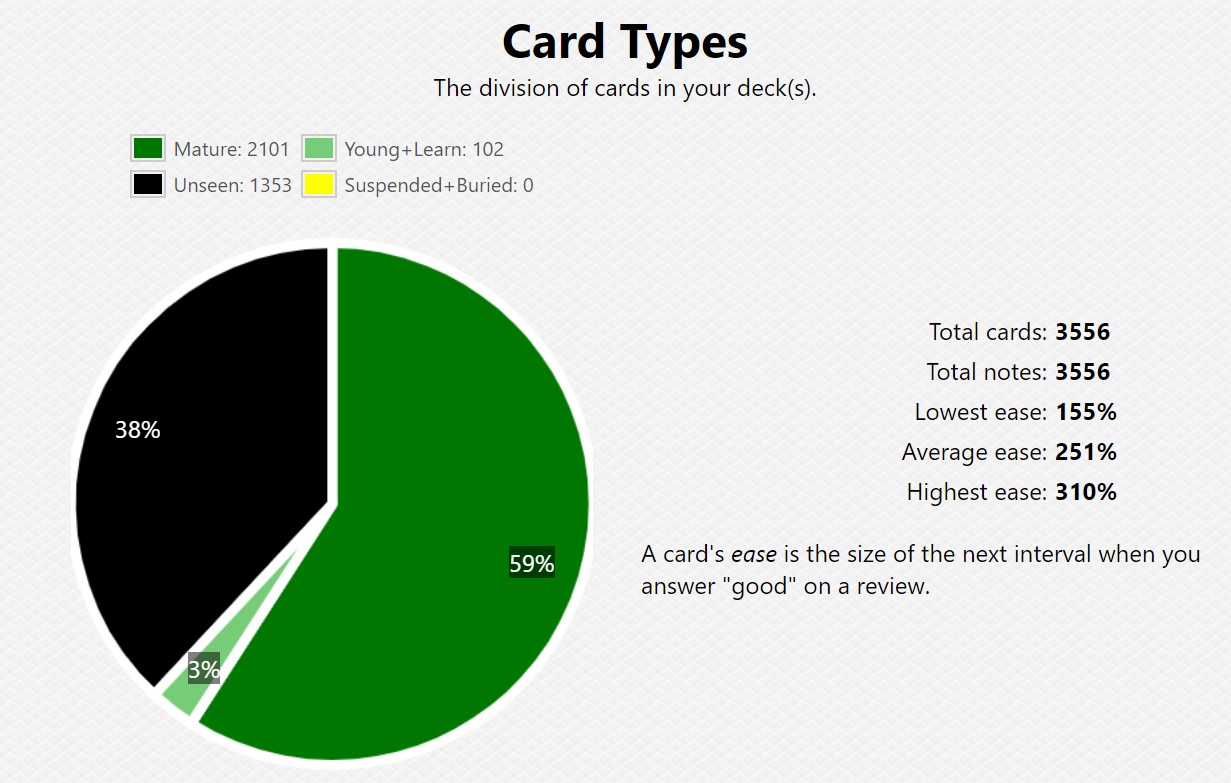 Card Types
The division of cards in your deck(s).
Mature: 2101 Young+Learn: 102
Unseen: 1353 Suspended+Buried: 0
38%
59%
3%
Total cards: 3556
Total notes: 3556
Lowest ease: 155%
Average ease: 251%
Highest ease: 310%
A card's ease is the size of the next interval when you
answer "good" on a review.